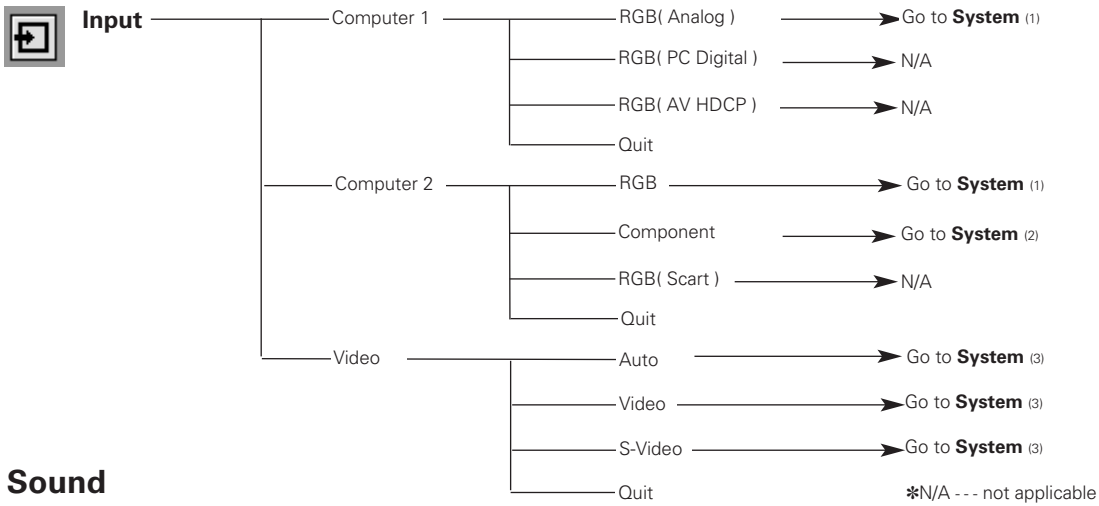 Input Computer 1 RGB( Analog ) Go to System (1)
RGB( PC Digital ) N/A
RGB( AV HDCP ) N/A
Quit
Computer 2 RGB Go to System (1)
Component Go to System (2)
RGB( Scart ) N/A
Quit
Video Auto Go to System (3)
Video Go to System (3)
S-Video Go to System (3)
Quit
✽N/A --- not applicable
Sound